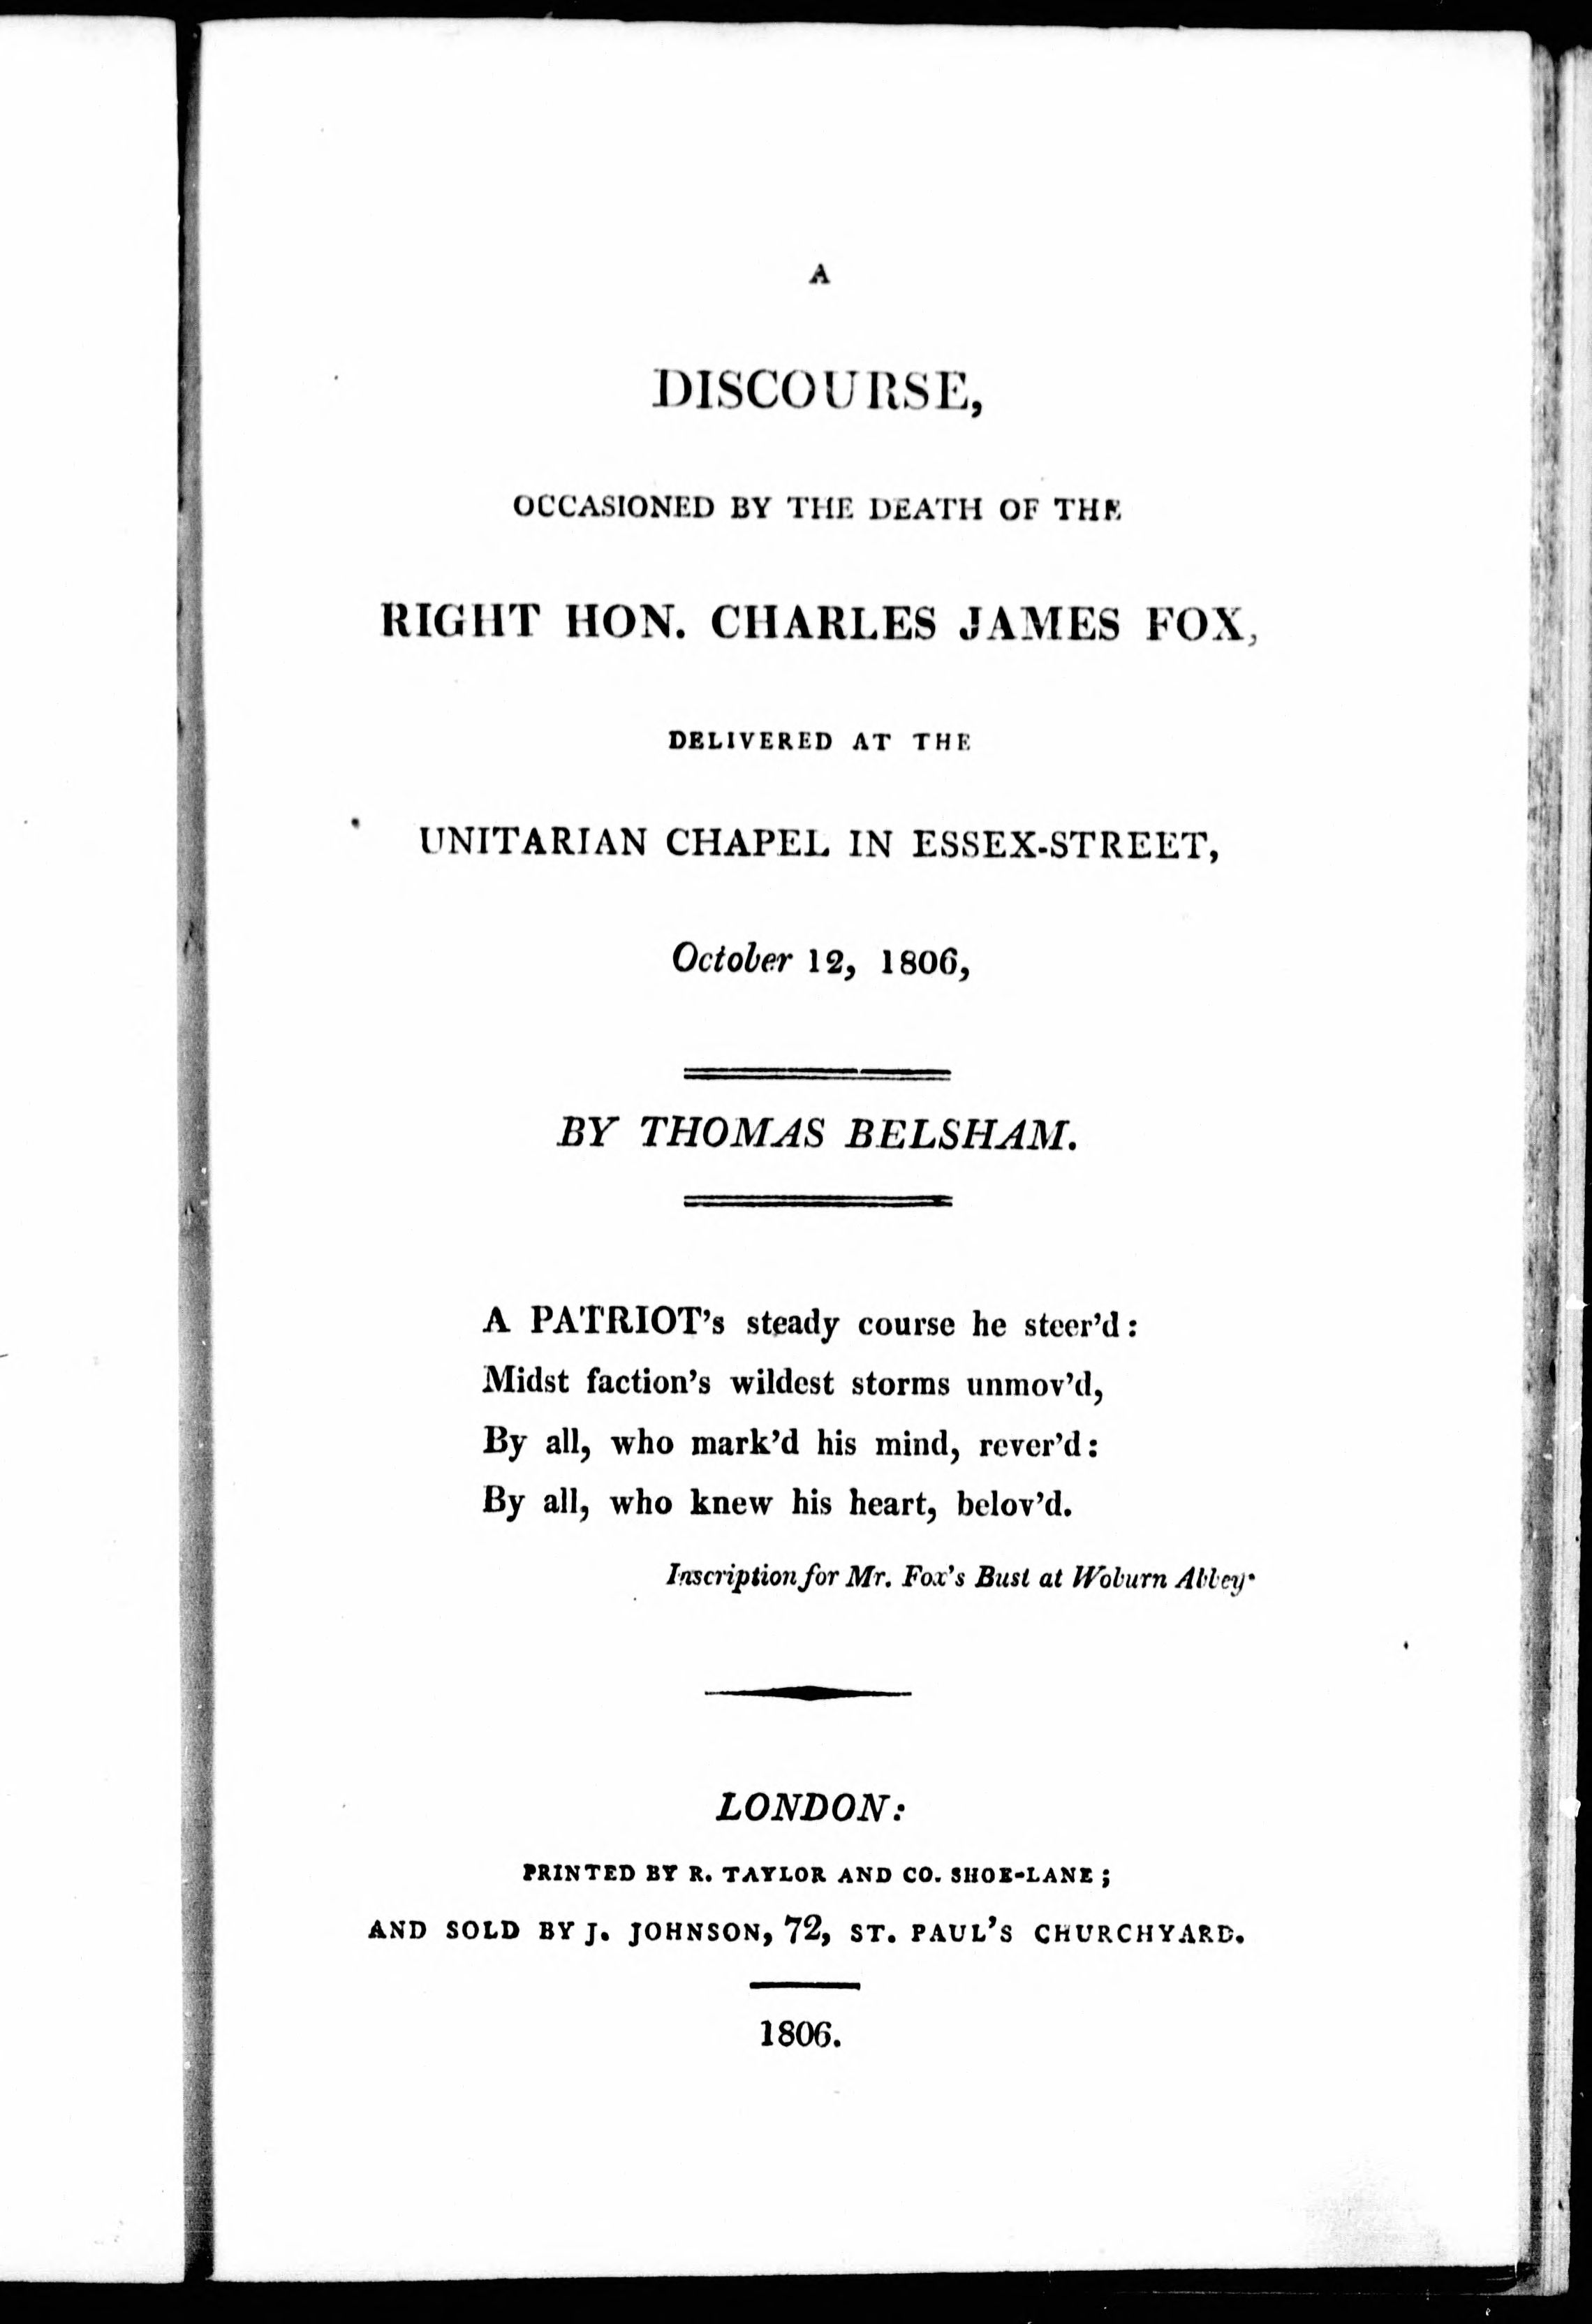 A
DISCOURSE,
OCCASIONED BY THE DEATH OF THE
RIGHT HON. CHARLES JAMES FOX,
DELIVERED AT THE
UNITARIAN CHAPEL IN ESSEX-STREET,
October 12, 1806,
BY THOMAS BELSHAM.
A PATRIOT's steady course he steer'd:
Midst faction's wildest storms unmov'd,
By all, who mark'd his mind, rever'd:
By all, who knew his heart, belov'd.
Inscription for Mr. Fox's Bust at Woburn Abbey.
LONDON:
PRINTED BY R. TAYLOR AND CO. SHOE-LANE;
AND SOLD BY J. JOHNSON, 72, ST. PAUL'S CHURCHYARD.
1806.